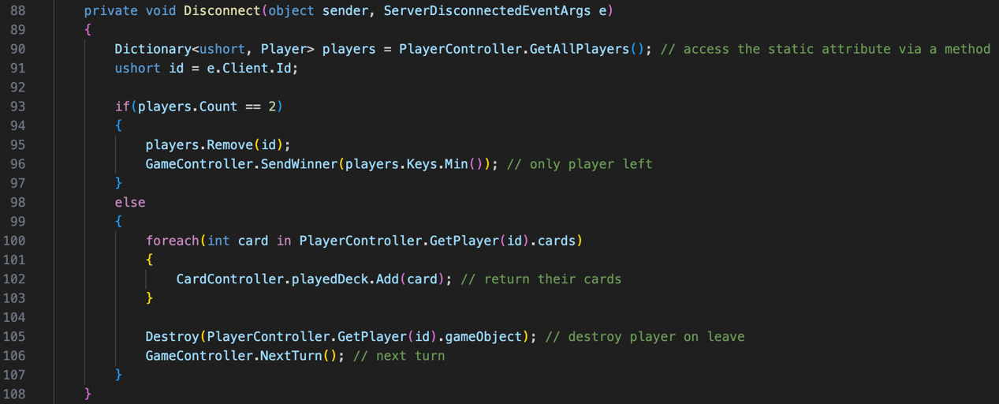 88 private void Disconnect(object sender, ServerDisconnectedEventArgs e)
89 {
90 Dictionary<ushort, Player> players = PlayerController.GetAllPlayers(); // access the static attribute via a method
91 ushort id = e.Client.Id;
92
93 if(players.Count == 2)
94 {
95 players.Remove(id);
96 GameController.SendWinner(players.Keys.Min()); // only player left
97 }
98 else
99 {
100 foreach(int card in PlayerController.GetPlayer(id).cards)
101 {
102 CardController.playedDeck.Add(card); // return their cards
103 }
104
105 Destroy(PlayerController.GetPlayer(id).gameObject); // destroy player on leave
106 GameController.NextTurn(); // next turn
107 }
108 }